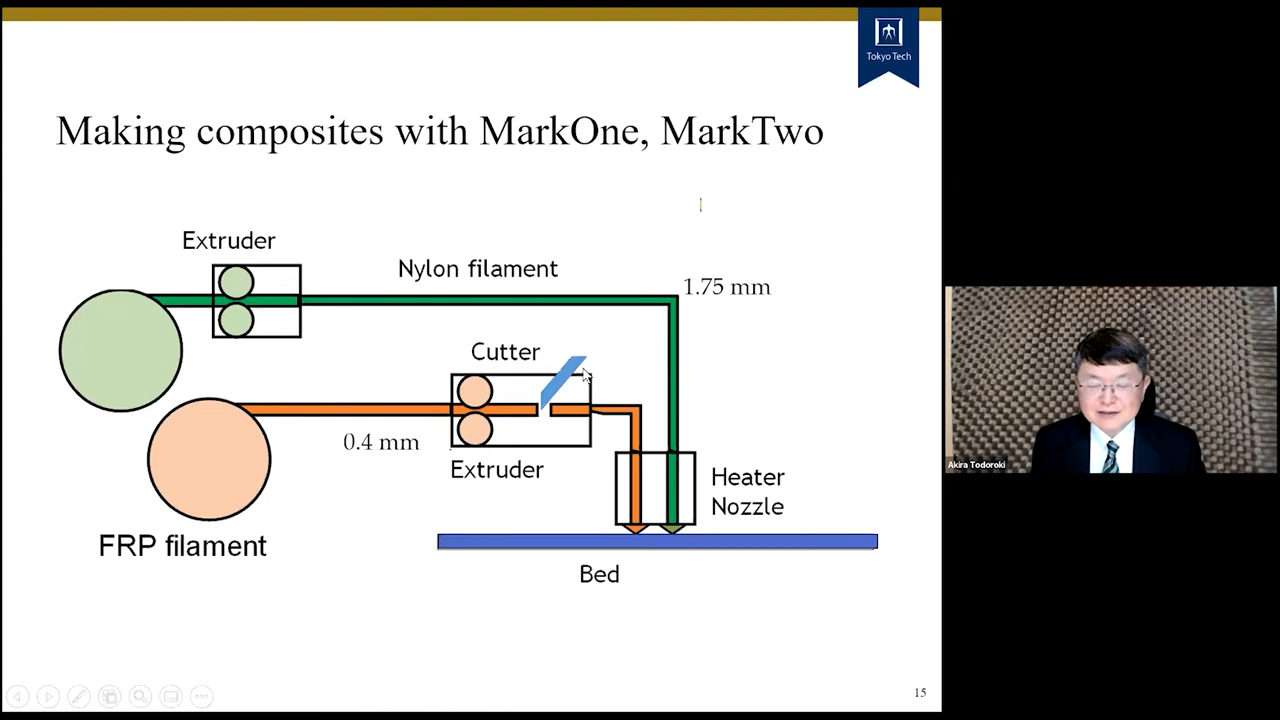 Tokyo Tech
Making composites with MarkOne, MarkTwo
Extruder
Nylon filament
1.75 mm
Cutter
0.4 mm
Extruder
Heater
Nozzle
FRP filament
Bed
15
Akira Todoroki